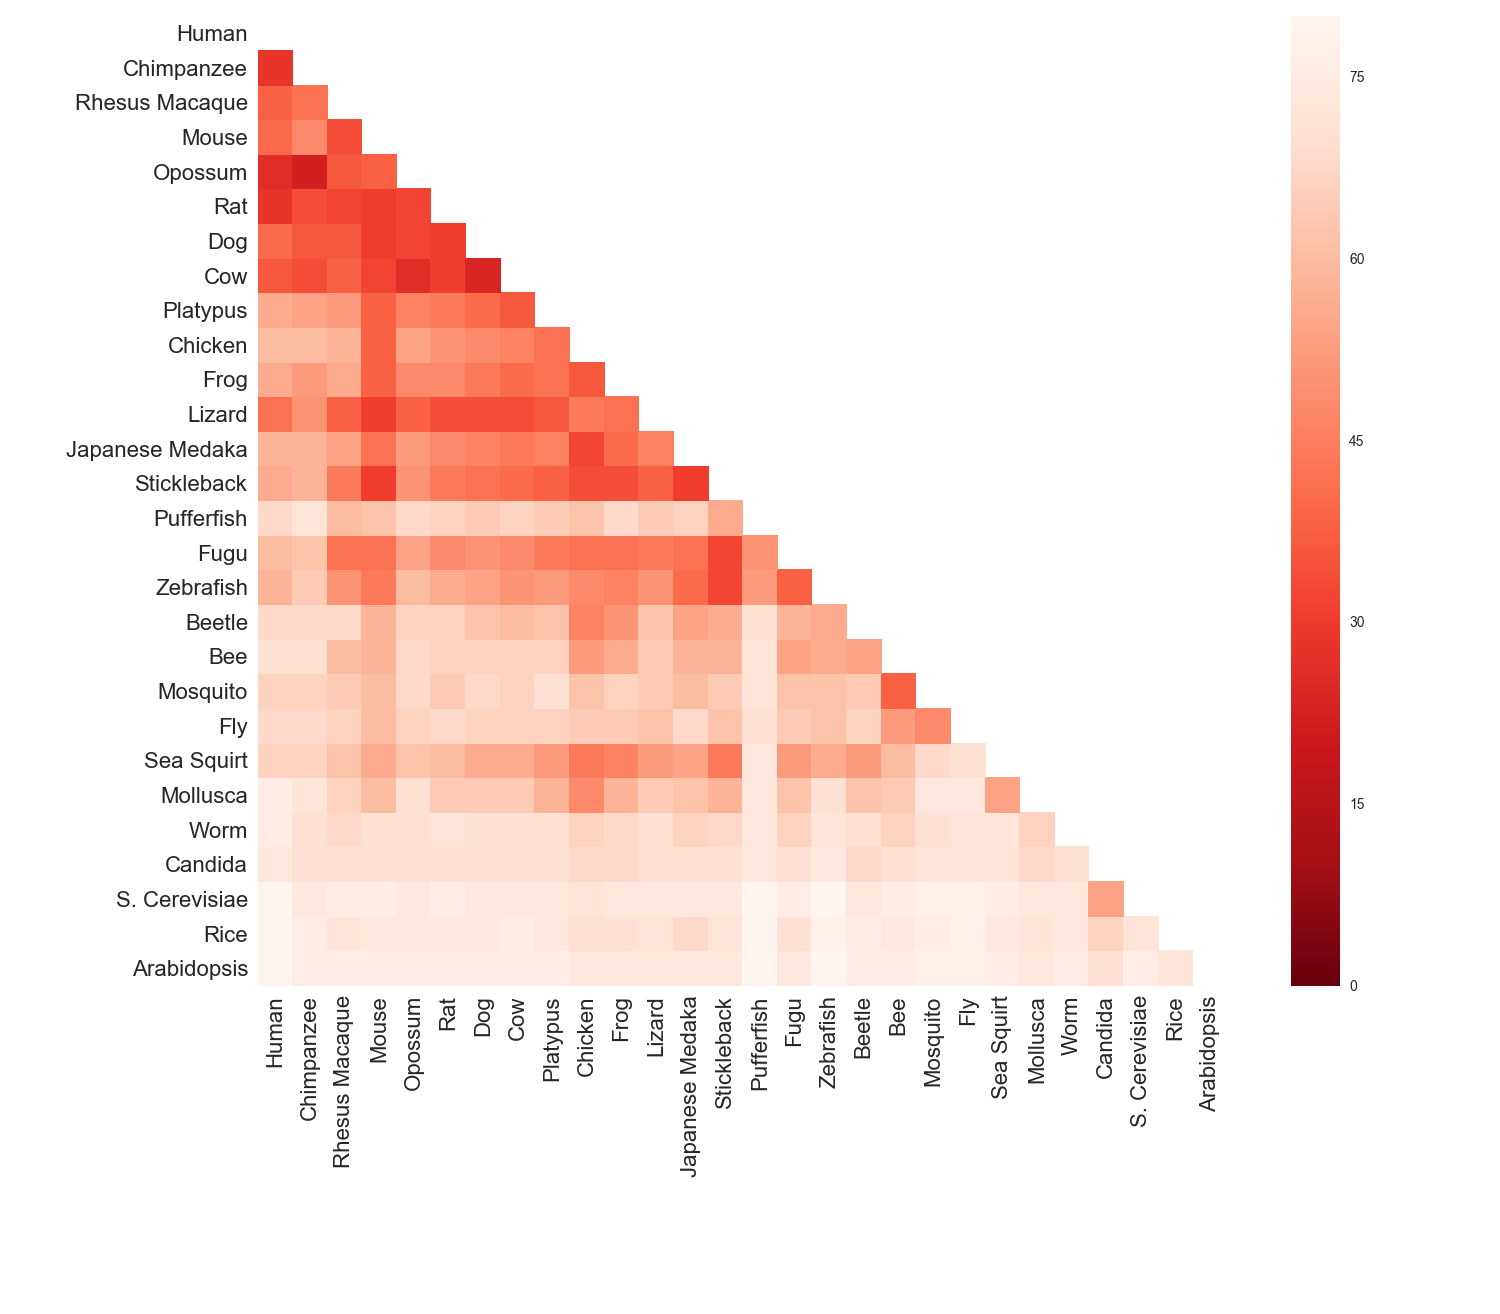 Human
Chimpanzee
Rhesus Macaque
Mouse
Opossum
Rat
Dog
Cow
Platypus
Chicken
Frog
Lizard
Japanese Medaka
Stickleback
Pufferfish
Fugu
Zebrafish
Beetle
Bee
Mosquito
Fly
Sea Squirt
Mollusca
Worm
Candida
S. Cerevisiae
Rice
Arabidopsis
Human
Chimpanzee
Rhesus Macaque
Mouse
Opossum
Rat
Dog
Cow
Platypus
Chicken
Frog
Lizard
Japanese Medaka
Stickleback
Pufferfish
Fugu
Zebrafish
Beetle
Bee
Mosquito
Fly
Sea Squirt
Mollusca
Worm
Candida
S. Cerevisiae
Rice
Arabidopsis
75
60
45
30
15
0